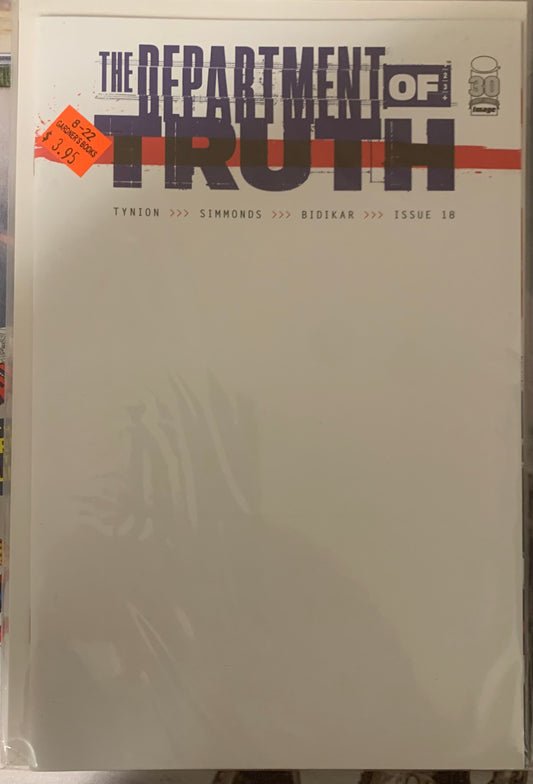 THE DEPARTMENT
OF
TRUTH
30
image
8-22
GARDNER'S BOOKS
$ 3.95
TYNION >>> SIMMONDS >>> BIDIKAR >>> ISSUE 18